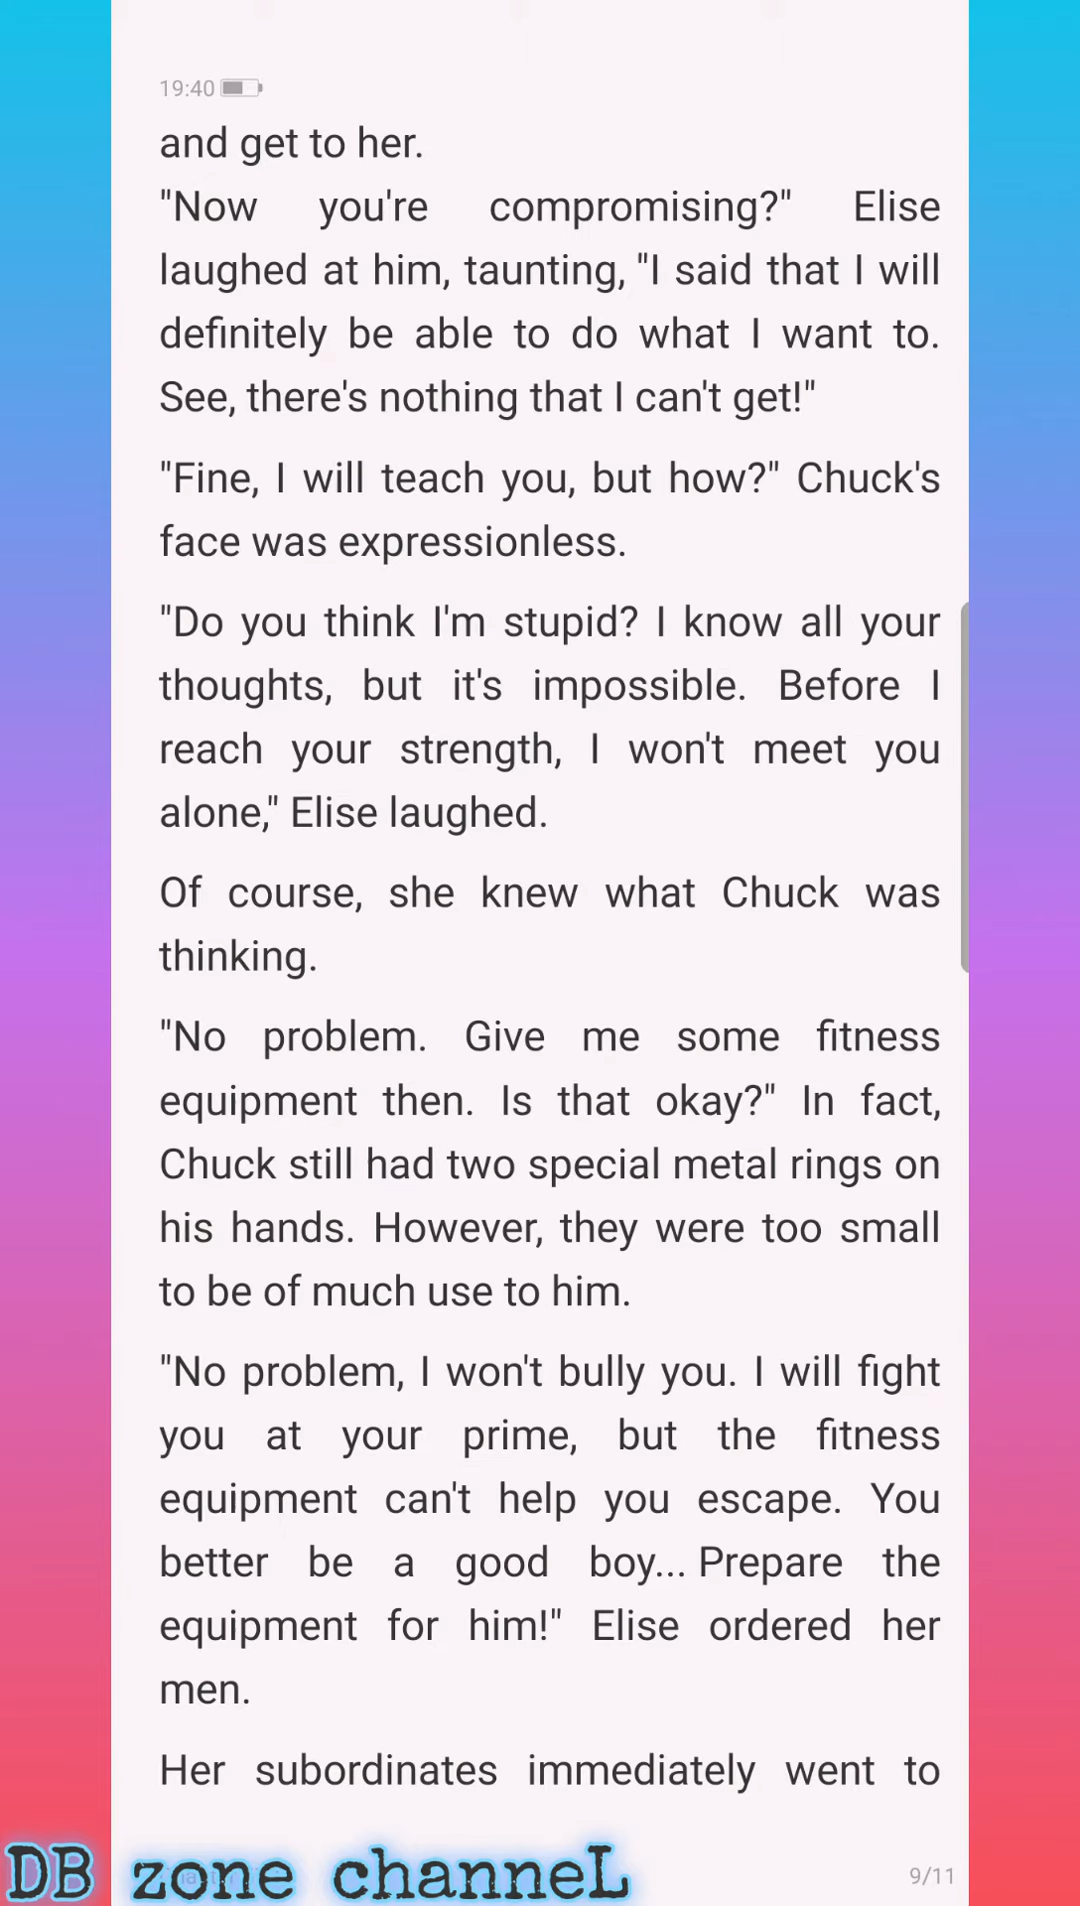 19:40
and get to her.
"Now you're compromising?" Elise
laughed at him, taunting, "I said that I will
definitely be able to do what I want to.
See, there's nothing that I can't get!"
"Fine, I will teach you, but how?" Chuck's
face was expressionless.
"Do you think I'm stupid? I know all your
thoughts, but it's impossible. Before I
reach your strength, I won't meet you
alone," Elise laughed.
Of course, she knew what Chuck was
thinking.
"No problem. Give me some fitness
equipment then. Is that okay?" In fact,
Chuck still had two special metal rings on
his hands. However, they were too small
to be of much use to him.
"No problem, I won't bully you. I will fight
you at your prime, but the fitness
equipment can't help you escape. You
better be a good boy... Prepare the
equipment for him!" Elise ordered her
men.
Her subordinates immediately went to
DB zone channeL
9/11